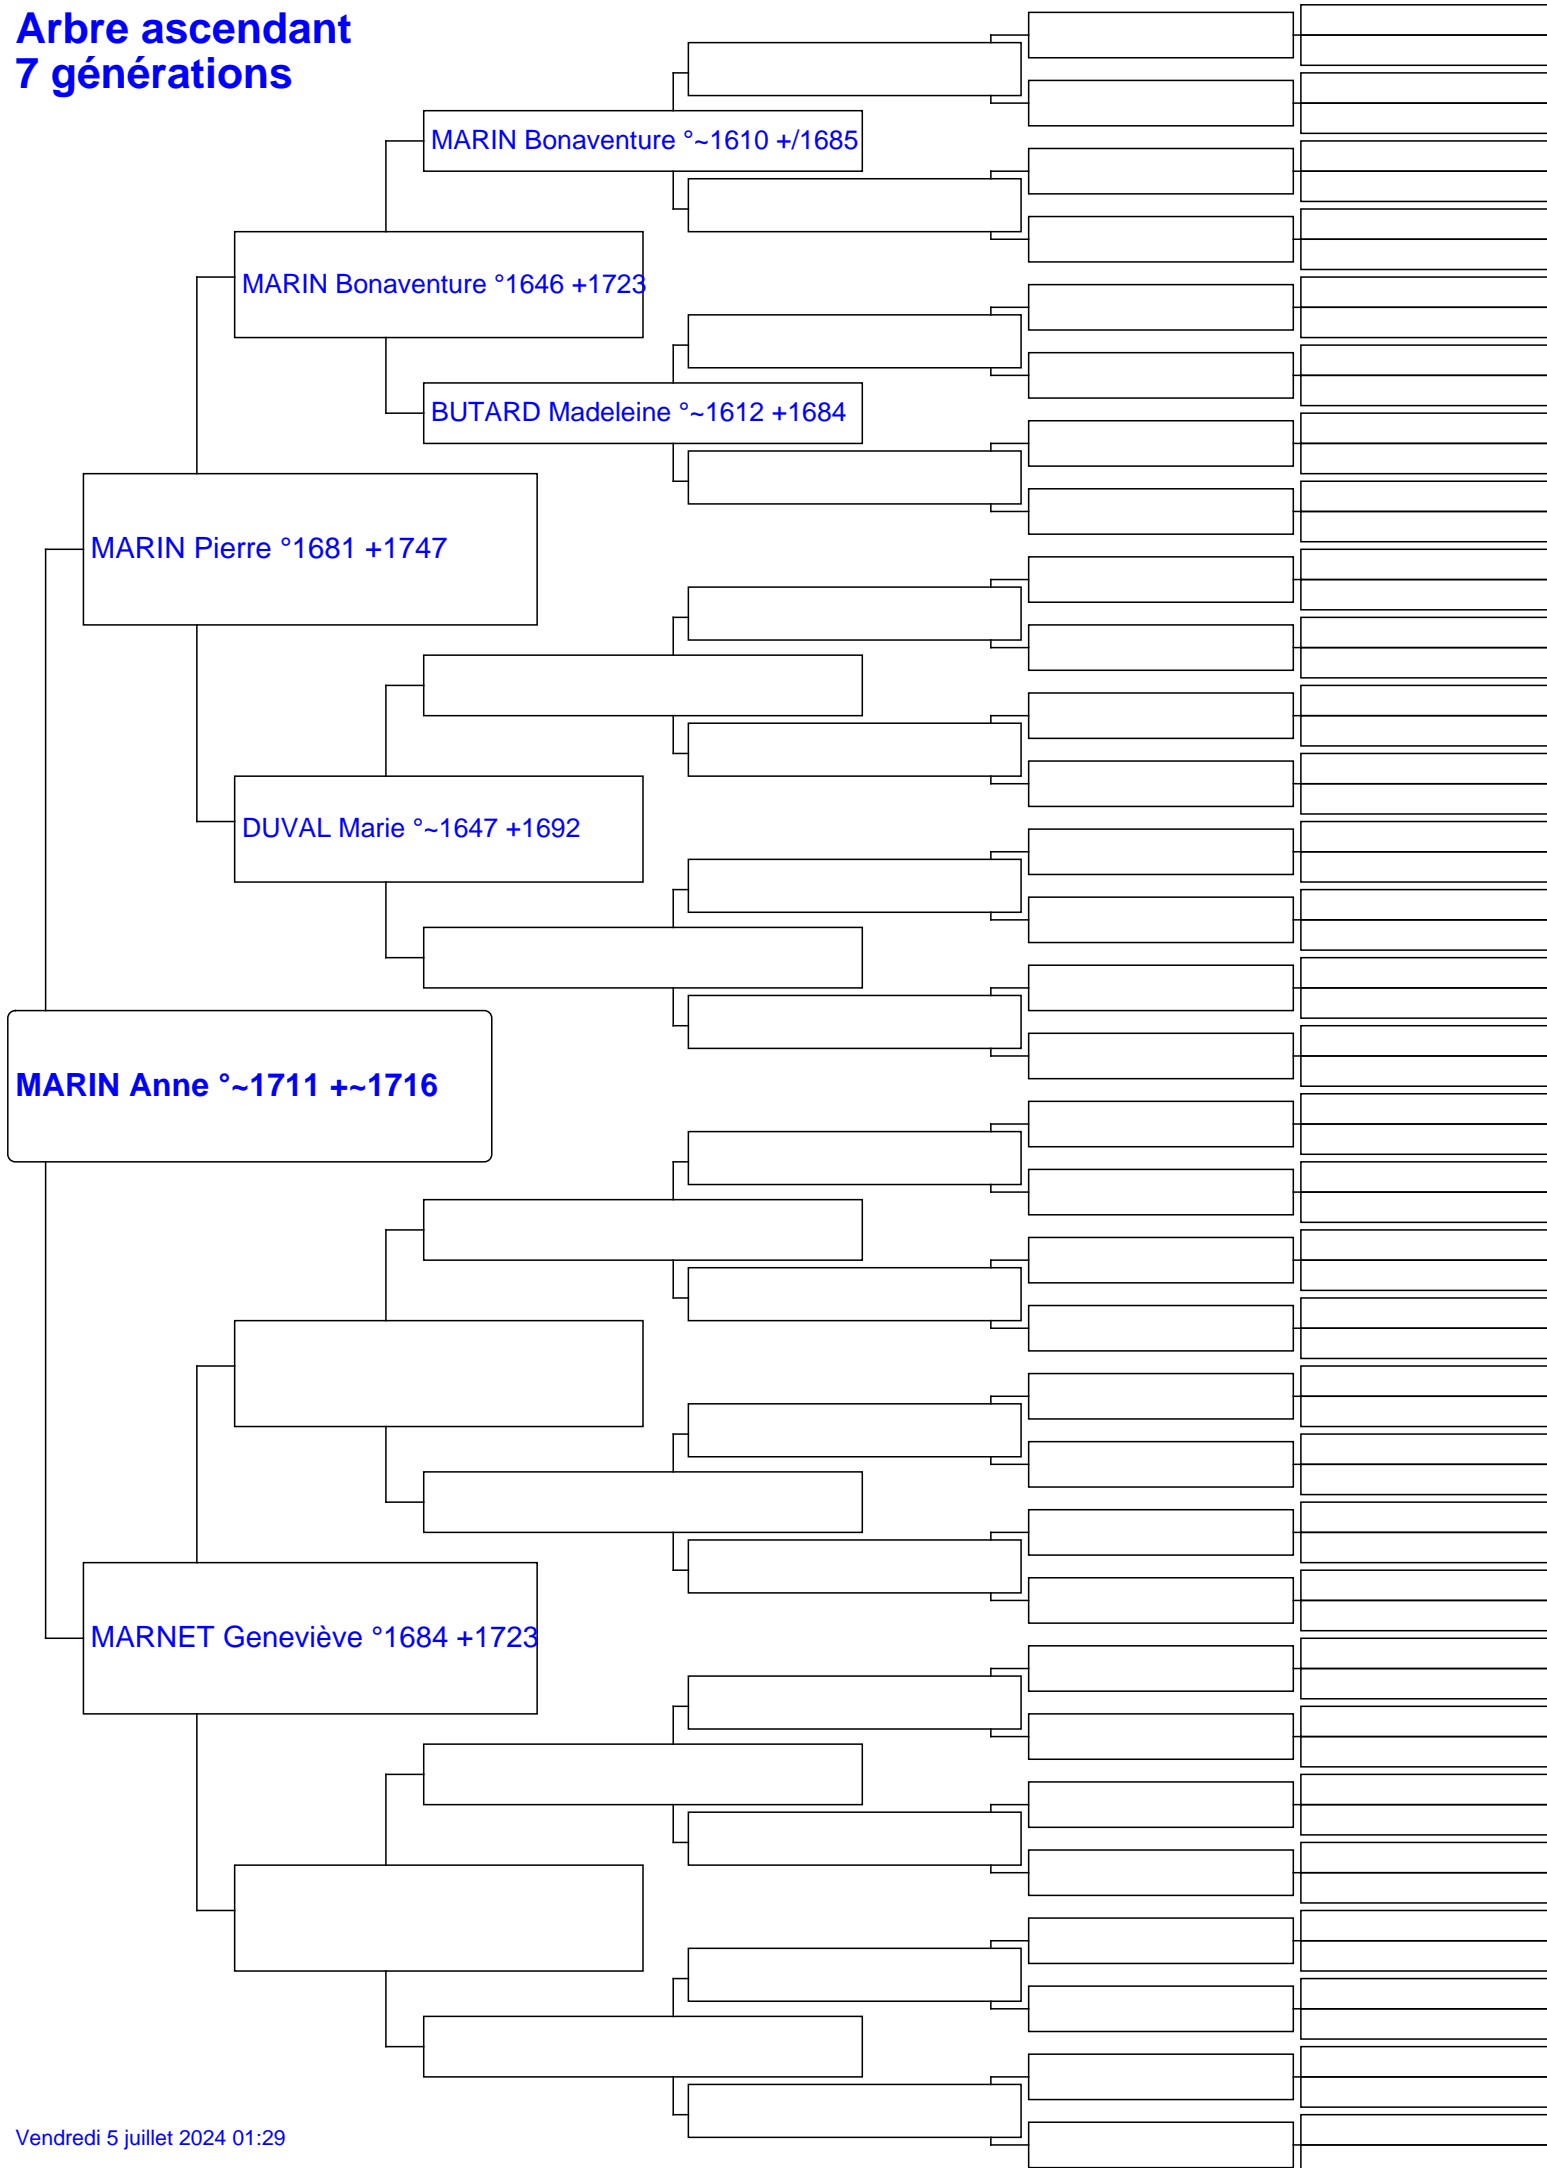 Arbre ascendant
7 générations
MARIN Bonaventure °~1610 +/1685
MARIN Bonaventure °1646 +1723
BUTARD Madeleine °~1612 +1684
MARIN Pierre °1681 +1747
DUVAL Marie °~1647 +1692
MARIN Anne °~1711 +~1716
MARNET Geneviève °1684 +1723
Vendredi 5 juillet 2024 01:29